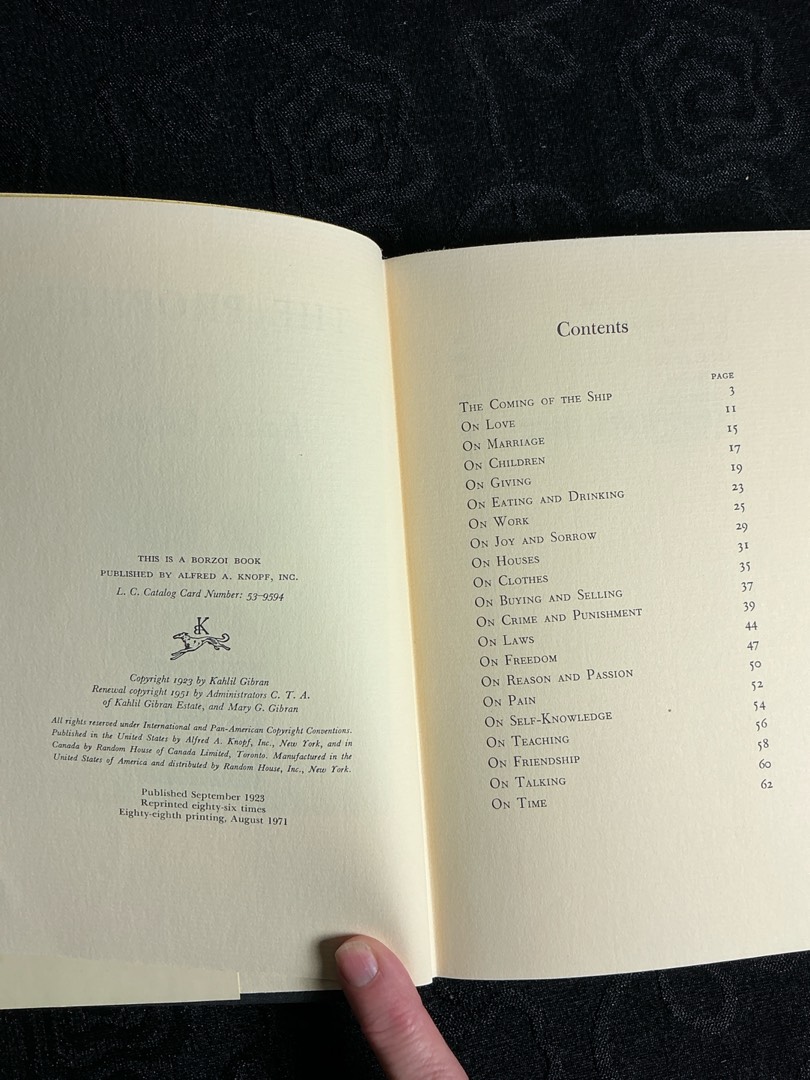 THIS IS A BORZOI BOOK
PUBLISHED BY ALFRED A. KNOPF, INC.
L. C. Catalog Card Number: 53-9594
Copyright 1923 by Kahlil Gibran
Renewal copyright 1951 by Administrators C. T. A.
of Kahlil Gibran Estate, and Mary G. Gibran
All rights reserved under International and Pan-American Copyright Conventions.
Published in the United States by Alfred A. Knopf, Inc., New York, and in
Canada by Random House of Canada Limited, Toronto. Manufactured in the
United States of America and distributed by Random House, Inc., New York.
Published September 1923
Reprinted eighty-six times
Eighty-eighth printing, August 1971
Contents
PAGE
The Coming of the Ship 3
On Love 11
On Marriage 15
On Children 17
On Giving 19
On Eating and Drinking 23
On Work 25
On Joy and Sorrow 29
On Houses 31
On Clothes 35
On Buying and Selling 37
On Crime and Punishment 39
On Laws 44
On Freedom 47
On Reason and Passion 50
On Pain 52
On Self-Knowledge 54
On Teaching 56
On Friendship 58
On Talking 60
On Time 62